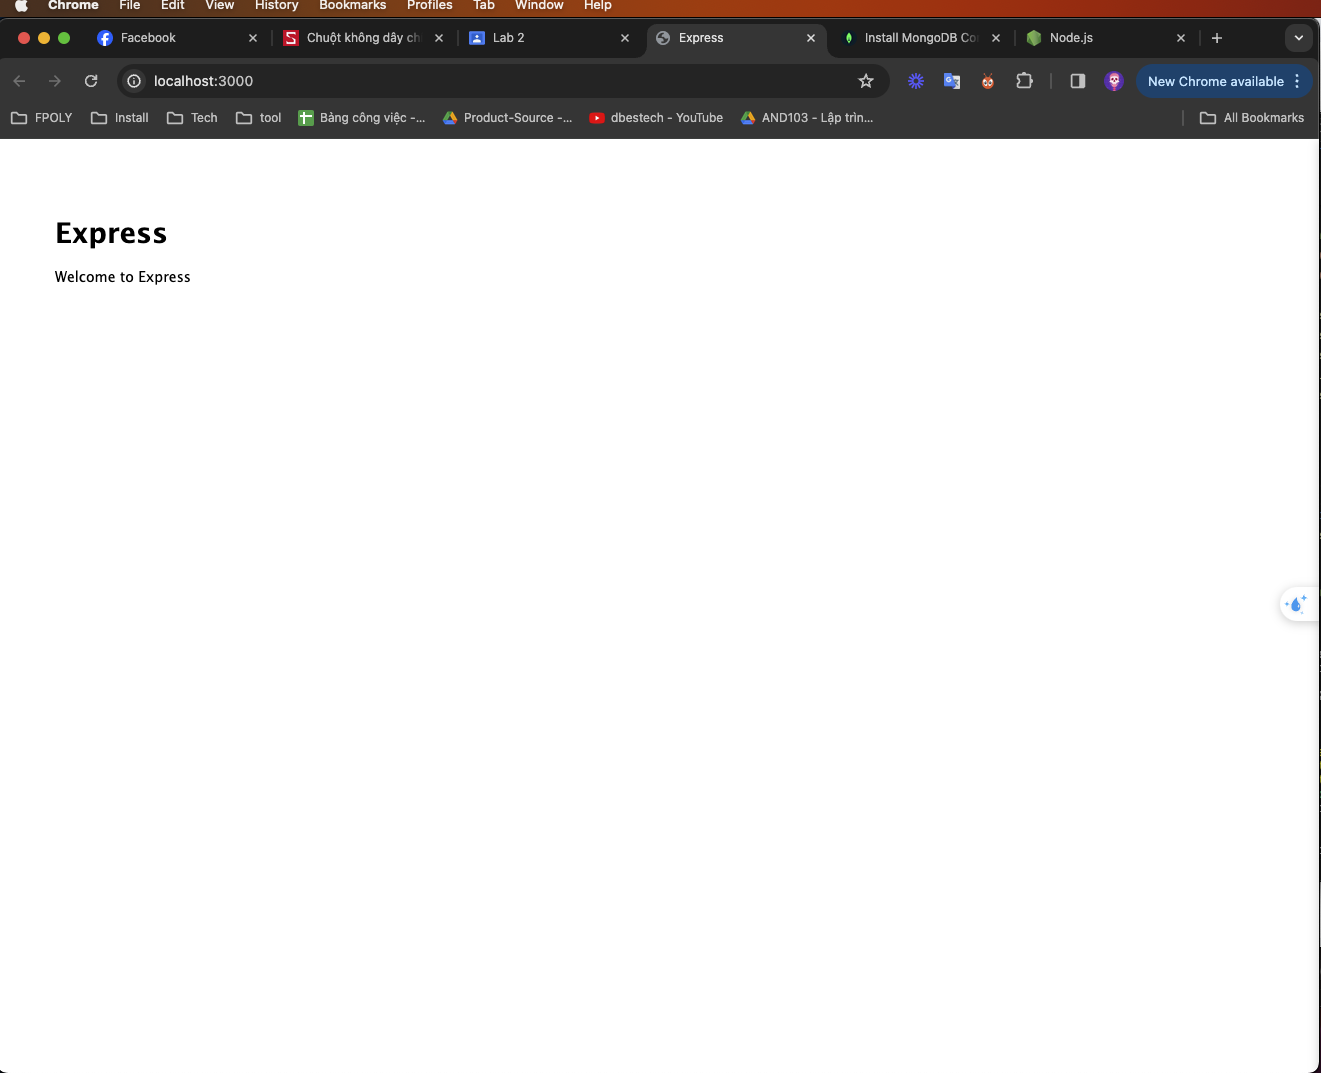 Chrome File Edit View History Bookmarks Profiles Tab Window Help
Facebook Chuột không dây ch Lab 2 Express Install MongoDB Co Node.js
localhost:3000 New Chrome available
FPOLY Install Tech tool Bảng công việc -... Product-Source -... dbestech - YouTube AND103 - Lập trìn... All Bookmarks
Express
Welcome to Express